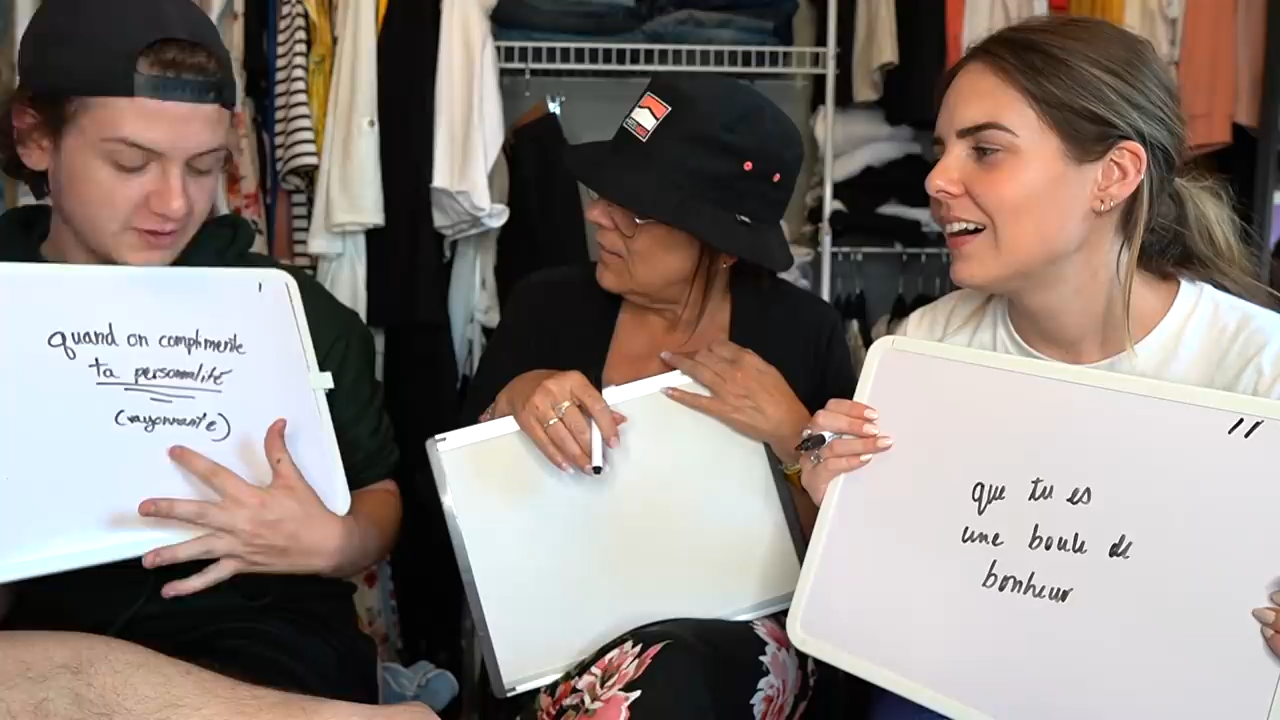 quand on complimente
ta personnalité
(rayonnante)
que tu es
une boule de
bonheur